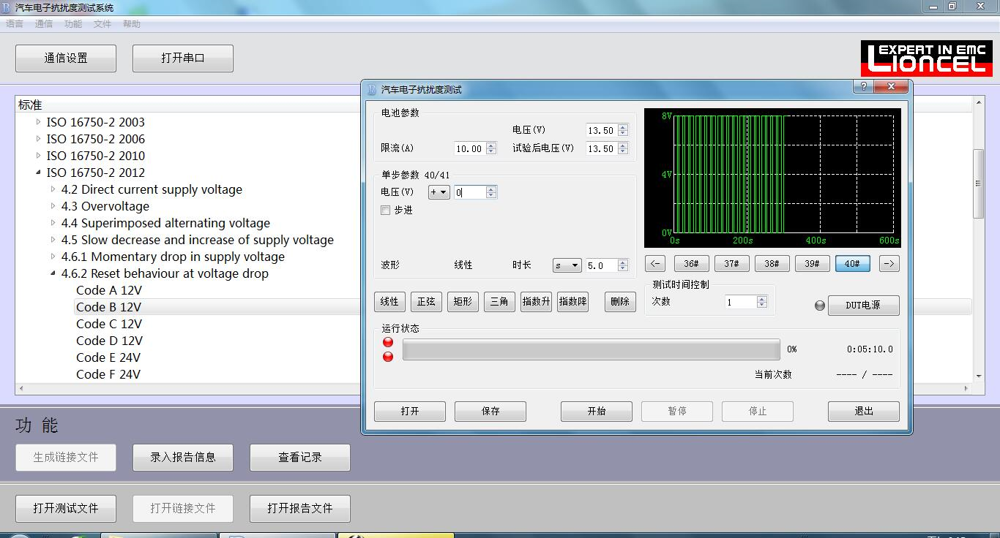 汽车电子抗扰度测试系统
语言 通信 功能 文件 帮助
通信设置 打开串口
EXPERT IN EMC
LIONCEL
标准
ISO 16750-2 2003
ISO 16750-2 2006
ISO 16750-2 2010
ISO 16750-2 2012
4.2 Direct current supply voltage
4.3 Overvoltage
4.4 Superimposed alternating voltage
4.5 Slow decrease and increase of supply voltage
4.6.1 Momentary drop in supply voltage
4.6.2 Reset behaviour at voltage drop
Code A 12V
Code B 12V
Code C 12V
Code D 12V
Code E 24V
Code F 24V
汽车电子抗扰度测试
电池参数
电压(V) 13.50
限流(A) 10.00 试验后电压(V) 13.50
单步参数 40/41
电压(V) + 0
步进
波形 线性 时长 s 5.0
8V
4V
0V
0s 200s 400s 600s
<- 36# 37# 38# 39# 40# ->
线性 正弦 矩形 三角 指数升 指数降 删除
测试时间控制
次数 1
DUT电源
运行状态
0% 0:05:10.0
当前次数 ---- / ----
打开 保存 开始 暂停 停止 退出
功 能
生成链接文件 录入报告信息 查看记录
打开测试文件 打开链接文件 打开报告文件